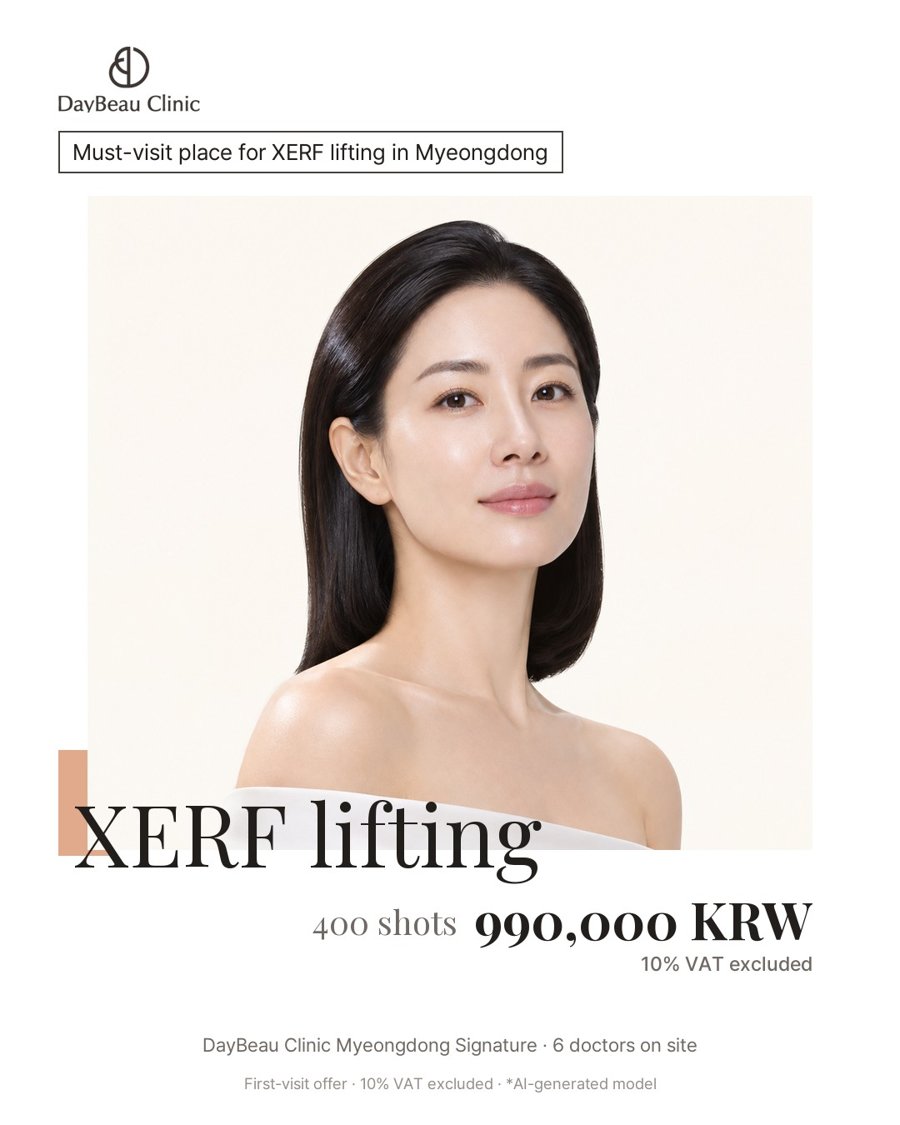 DayBeau Clinic
Must-visit place for XERF lifting in Myeongdong
XERF lifting
400 shots 990,000 KRW
10% VAT excluded
DayBeau Clinic Myeongdong Signature · 6 doctors on site
First-visit offer · 10% VAT excluded · *AI-generated model